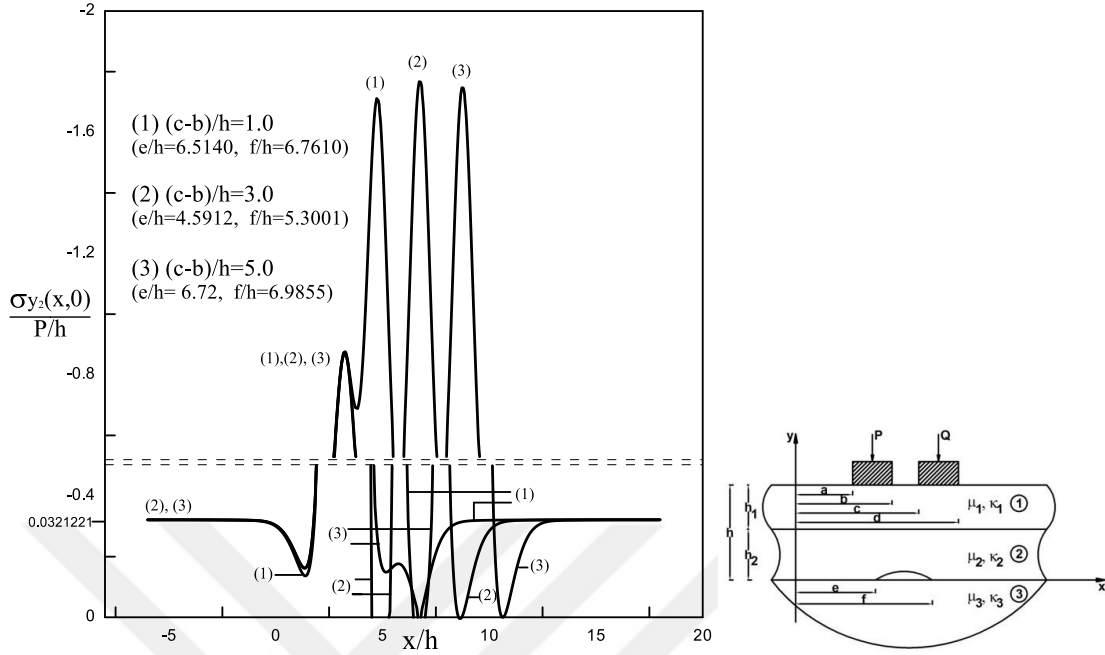 -2
-1.6
-1.2
-0.8
-0.4
0.0321221
0
σy₂(x,0)
P/h
(1) (c-b)/h=1.0
(e/h=6.5140, f/h=6.7610)
(2) (c-b)/h=3.0
(e/h=4.5912, f/h=5.3001)
(3) (c-b)/h=5.0
(e/h= 6.72, f/h=6.9855)
(1)
(2)
(3)
(1),(2), (3)
(2), (3)
(1)
(1)
(3)
(2)
(2)
(3)
-5
0
5
10
15
20
x/h
y
P
Q
a
b
c
d
h
h₁
h₂
μ₁, κ₁ 1
μ₂, κ₂ 2
μ₃, κ₃ 3
e
f
x